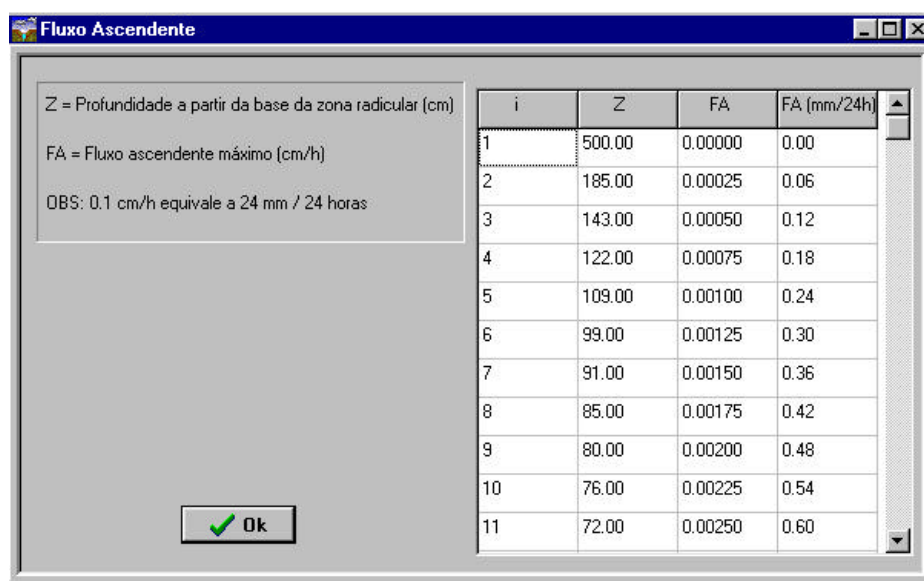 Fluxo Ascendente
Z = Profundidade a partir da base da zona radicular (cm)
FA = Fluxo ascendente máximo (cm/h)
OBS: 0.1 cm/h equivale a 24 mm / 24 horas
i Z FA FA (mm/24h)
1 500.00 0.00000 0.00
2 185.00 0.00025 0.06
3 143.00 0.00050 0.12
4 122.00 0.00075 0.18
5 109.00 0.00100 0.24
6 99.00 0.00125 0.30
7 91.00 0.00150 0.36
8 85.00 0.00175 0.42
9 80.00 0.00200 0.48
10 76.00 0.00225 0.54
11 72.00 0.00250 0.60
Ok